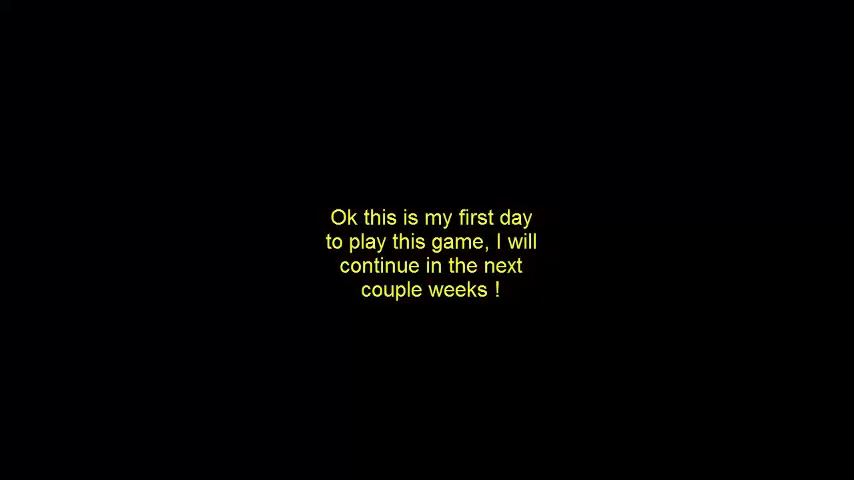 Ok this is my first day
to play this game, I will
continue in the next
couple weeks !